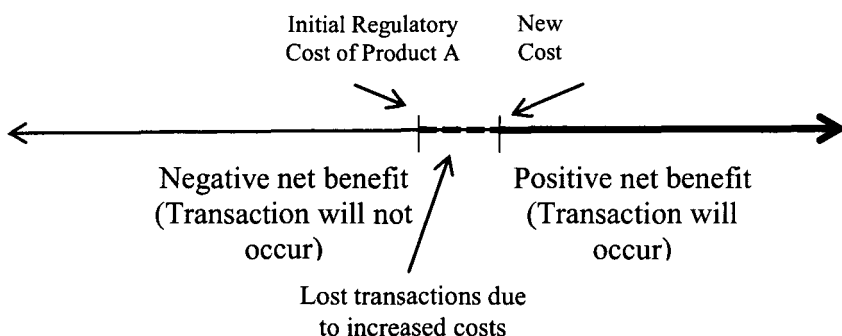 Initial Regulatory
Cost of Product A
New
Cost
Negative net benefit
(Transaction will not
occur)
Positive net benefit
(Transaction will
occur)
Lost transactions due
to increased costs